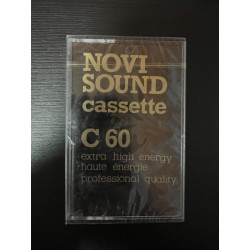 NOVI
SOUND
cassette
C 60
extra high energy
haute énergie
professional quality